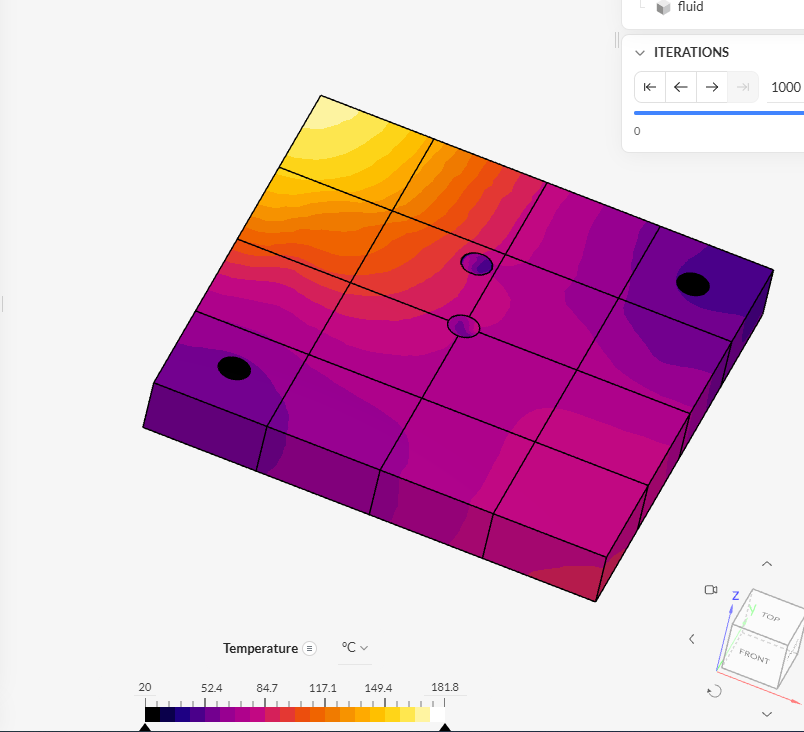 fluid
ITERATIONS
1000
0
Z
Y
TOP
FRONT
Temperature °C
20 52.4 84.7 117.1 149.4 181.8